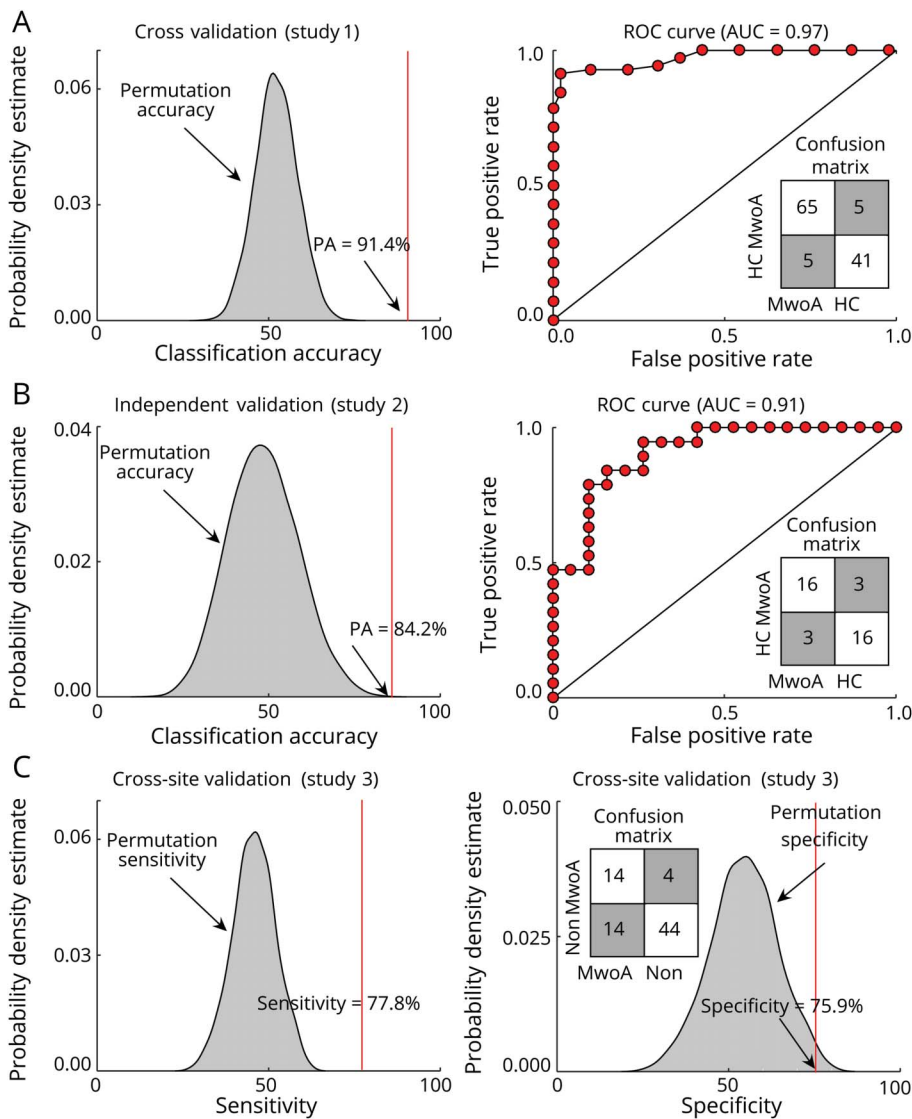 A
Cross validation (study 1)
Probability density estimate
0.06
0.03
0.00
Permutation
accuracy
PA = 91.4%
0
50
100
Classification accuracy
ROC curve (AUC = 0.97)
True positive rate
1.0
0.5
0.0
Confusion
matrix
HC MwoA
65 5
5 41
MwoA HC
0.0
0.5
1.0
False positive rate
B
Independent validation (study 2)
Probability density estimate
0.04
0.02
0.00
Permutation
accuracy
PA = 84.2%
0
50
100
Classification accuracy
ROC curve (AUC = 0.91)
True positive rate
1.0
0.5
0.0
Confusion
matrix
HC MwoA
16 3
3 16
MwoA HC
0
0.5
1.0
False positive rate
C
Cross-site validation (study 3)
Probability density estimate
0.06
0.03
0.00
Permutation
sensitivity
Sensitivity = 77.8%
0
50
100
Sensitivity
Cross-site validation (study 3)
Probability density estimate
0.050
0.025
0.000
Confusion
matrix
Non MwoA
14 4
14 44
MwoA Non
Permutation
specificity
Specificity = 75.9%
0
50
100
Specificity